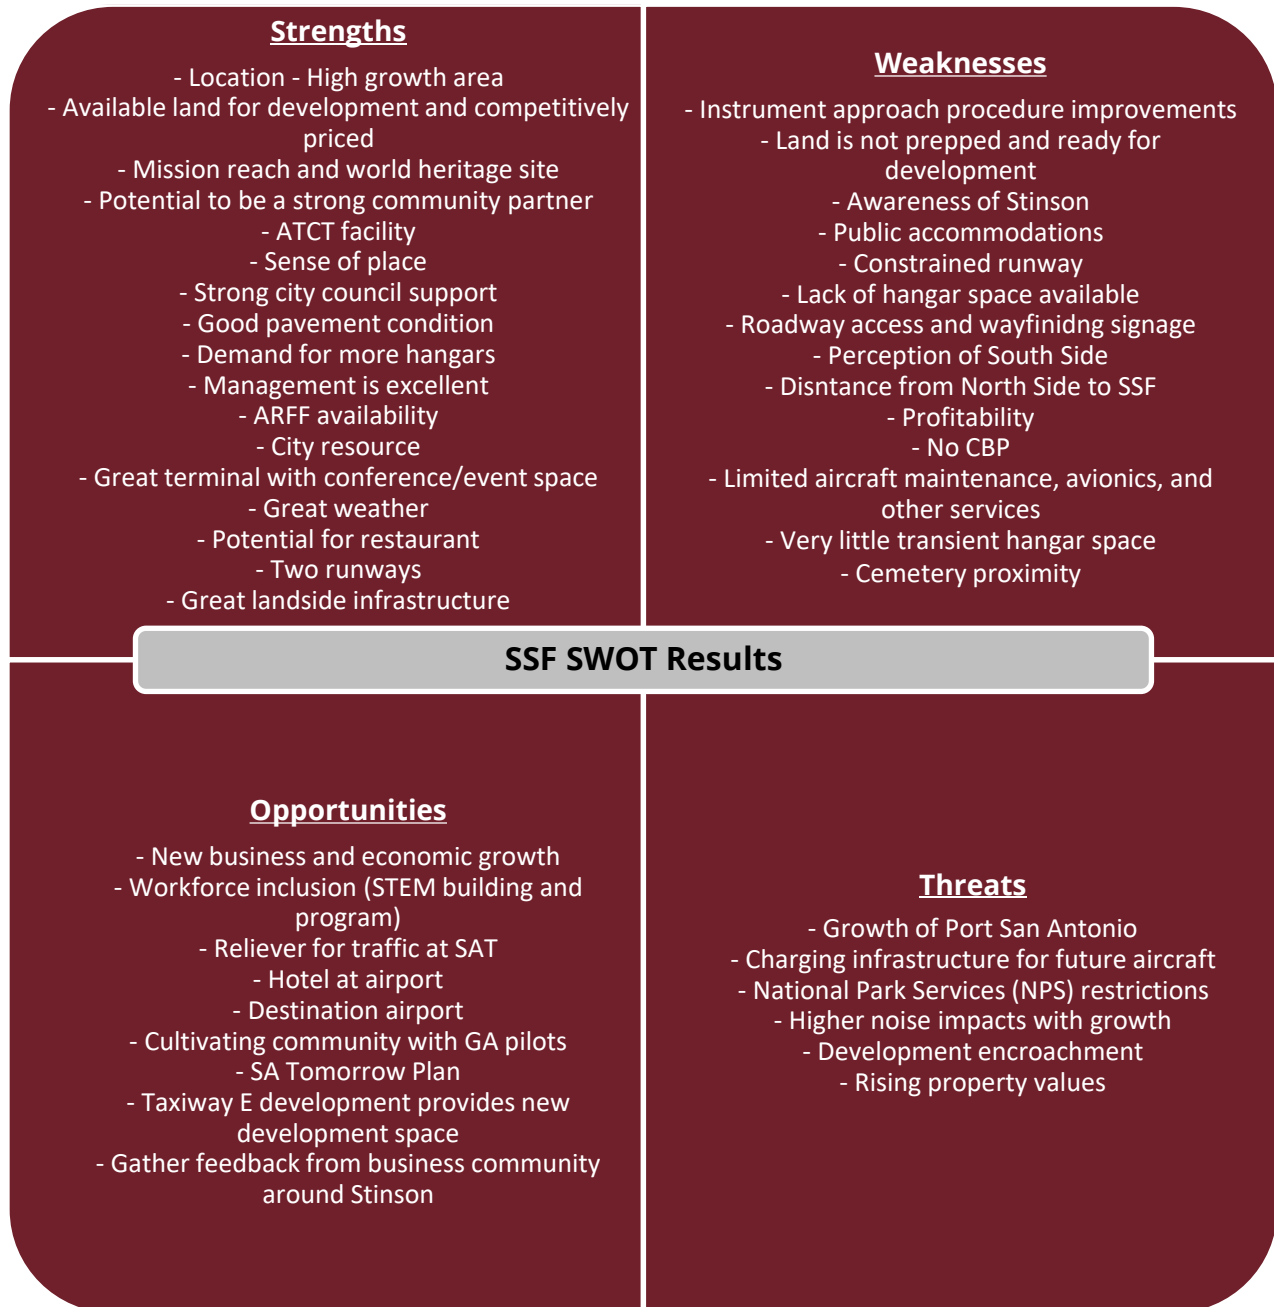 Strengths
- Location - High growth area
- Available land for development and competitively
priced
- Mission reach and world heritage site
- Potential to be a strong community partner
- ATCT facility
- Sense of place
- Strong city council support
- Good pavement condition
- Demand for more hangars
- Management is excellent
- ARFF availability
- City resource
- Great terminal with conference/event space
- Great weather
- Potential for restaurant
- Two runways
- Great landside infrastructure
Weaknesses
- Instrument approach procedure improvements
- Land is not prepped and ready for
development
- Awareness of Stinson
- Public accommodations
- Constrained runway
- Lack of hangar space available
- Roadway access and wayfinidng signage
- Perception of South Side
- Disntance from North Side to SSF
- Profitability
- No CBP
- Limited aircraft maintenance, avionics, and
other services
- Very little transient hangar space
- Cemetery proximity
SSF SWOT Results
Opportunities
- New business and economic growth
- Workforce inclusion (STEM building and
program)
- Reliever for traffic at SAT
- Hotel at airport
- Destination airport
- Cultivating community with GA pilots
- SA Tomorrow Plan
- Taxiway E development provides new
development space
- Gather feedback from business community
around Stinson
Threats
- Growth of Port San Antonio
- Charging infrastructure for future aircraft
- National Park Services (NPS) restrictions
- Higher noise impacts with growth
- Development encroachment
- Rising property values